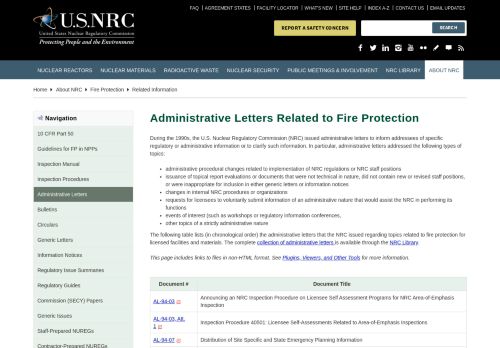 FAQ | AGREEMENT STATES | FACILITY LOCATOR | WHAT'S NEW | SITE HELP | INDEX A-Z | CONTACT US | EMAIL UPDATES
U.S.NRC
United States Nuclear Regulatory Commission
Protecting People and the Environment
REPORT A SAFETY CONCERN
SEARCH
NUCLEAR REACTORS NUCLEAR MATERIALS RADIOACTIVE WASTE NUCLEAR SECURITY PUBLIC MEETINGS & INVOLVEMENT NRC LIBRARY ABOUT NRC
Home About NRC Fire Protection Related Information
Navigation
10 CFR Part 50
Guidelines for FP in NPPs
Inspection Manual
Inspection Procedures
Administrative Letters
Bulletins
Circulars
Generic Letters
Information Notices
Regulatory Issue Summaries
Regulatory Guides
Commission (SECY) Papers
Generic Issues
Staff-Prepared NUREGs
Contractor-Prepared NUREGs
Administrative Letters Related to Fire Protection
During the 1990s, the U.S. Nuclear Regulatory Commission (NRC) issued administrative letters to inform addressees of specific
regulatory or administrative information or to clarify such information. In particular, administrative letters addressed the following types of
topics:
administrative procedural changes related to implementation of NRC regulations or NRC staff positions
issuance of topical report evaluations or documents that were not technical in nature, did not contain new or revised staff positions,
or were inappropriate for inclusion in other generic letters or information notices
changes in internal NRC procedures or organizations
requests for licensees to voluntarily submit information of an administrative nature that would assist the NRC in performing its
functions
events of interest (such as workshops or regulatory information conferences,
other topics of a strictly administrative nature
The following table lists (in chronological order) the administrative letters that the NRC issued regarding topics related to fire protection for
licensed facilities and materials. The complete collection of administrative letters is available through the NRC Library.
This page includes links to files in non-HTML format. See Plugins, Viewers, and Other Tools for more information.
Document # Document Title
AL-94-03 Announcing an NRC Inspection Procedure on Licensee Self Assessment Programs for NRC Area-of-Emphasis
Inspection
AL-94-03, Att.
1 Inspection Procedure 40501: Licensee Self-Assessments Related to Area-of-Emphasis Inspections
AL-94-07 Distribution of Site Specific and State Emergency Planning Information